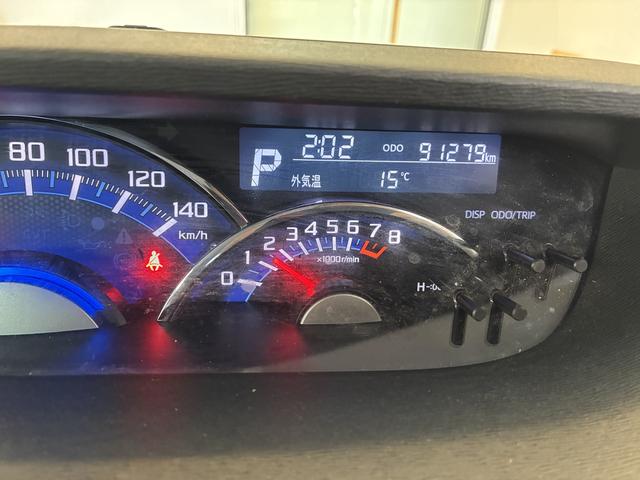 P 2:02 ODO 91279km
外気温 15℃
80 100 120 140
km/h
0 1 2 3 4 5 6 7 8
×1000r/min
DISP ODO/TRIP
H